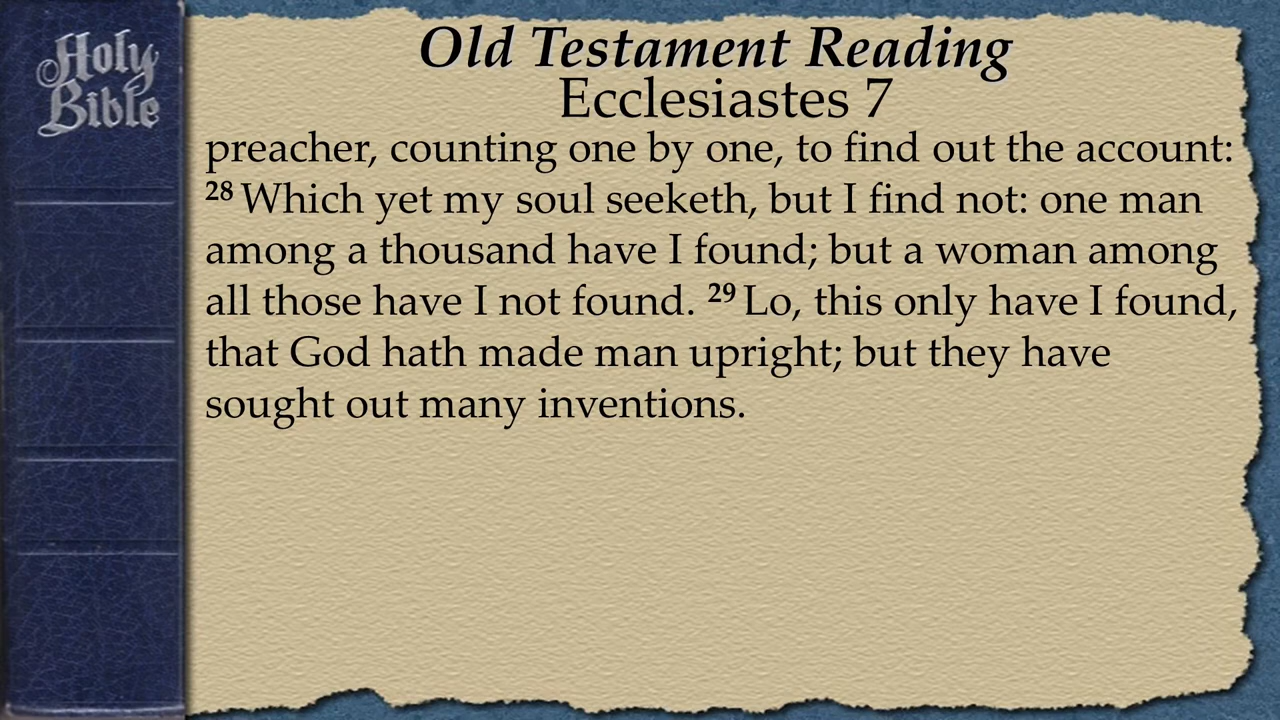 Holy
Bible
Old Testament Reading
Ecclesiastes 7
preacher, counting one by one, to find out the account:
28 Which yet my soul seeketh, but I find not: one man
among a thousand have I found; but a woman among
all those have I not found. 29 Lo, this only have I found,
that God hath made man upright; but they have
sought out many inventions.